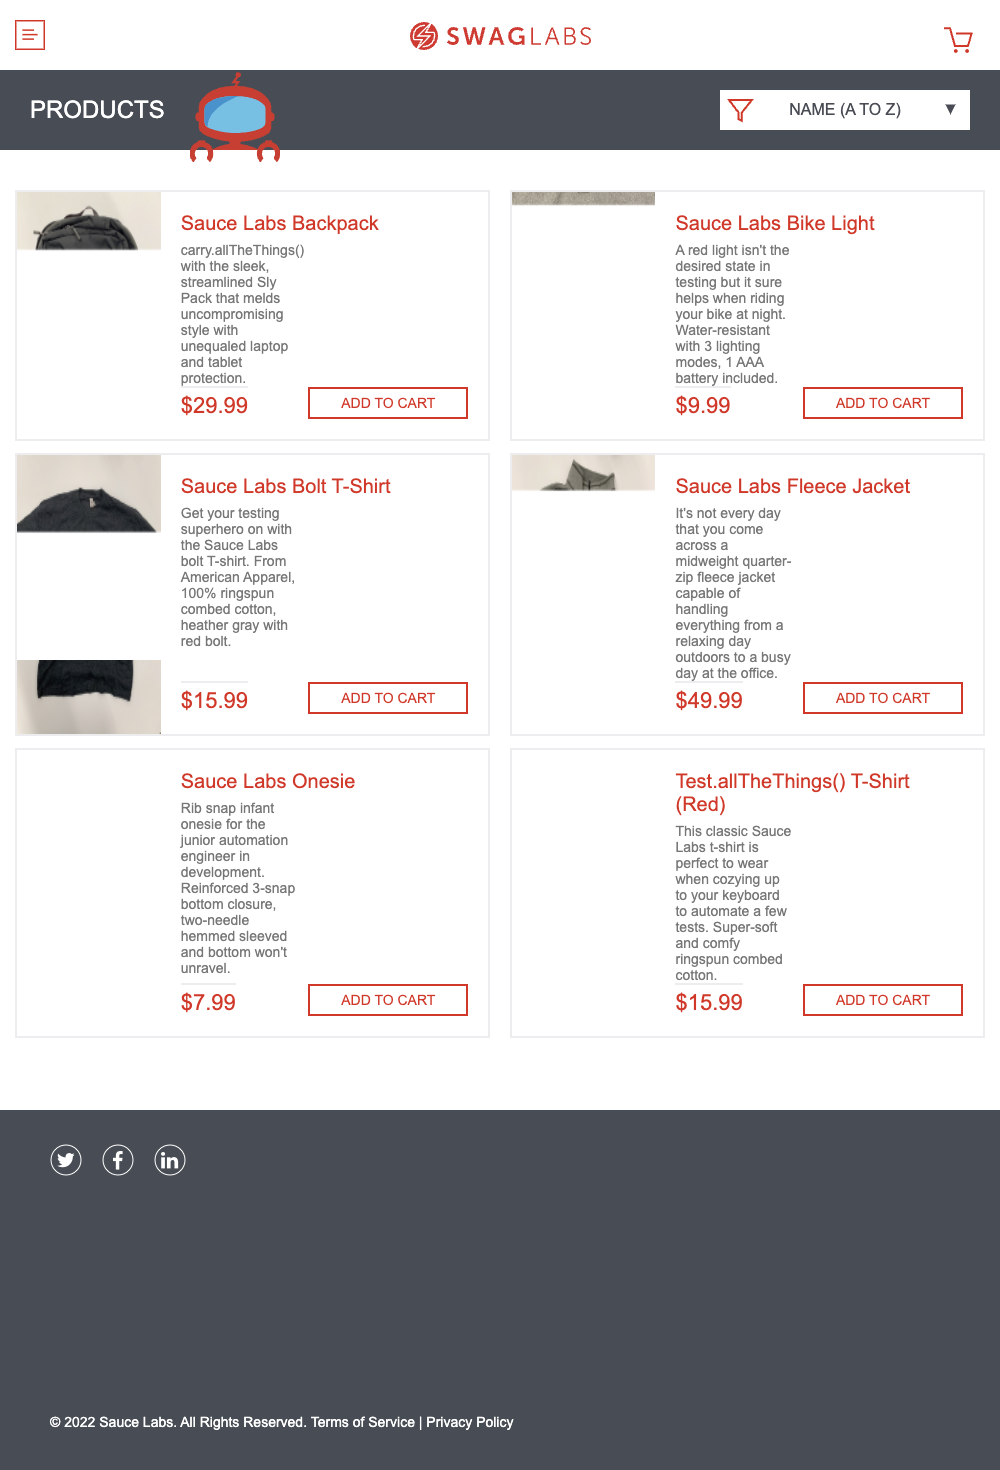 SWAGLABS
PRODUCTS
NAME (A TO Z) ▼
Sauce Labs Backpack
carry.allTheThings()
with the sleek,
streamlined Sly
Pack that melds
uncompromising
style with
unequaled laptop
and tablet
protection.
$29.99
ADD TO CART
Sauce Labs Bike Light
A red light isn't the
desired state in
testing but it sure
helps when riding
your bike at night.
Water-resistant
with 3 lighting
modes, 1 AAA
battery included.
$9.99
ADD TO CART
Sauce Labs Bolt T-Shirt
Get your testing
superhero on with
the Sauce Labs
bolt T-shirt. From
American Apparel,
100% ringspun
combed cotton,
heather gray with
red bolt.
$15.99
ADD TO CART
Sauce Labs Fleece Jacket
It's not every day
that you come
across a
midweight quarter-
zip fleece jacket
capable of
handling
everything from a
relaxing day
outdoors to a busy
day at the office.
$49.99
ADD TO CART
Sauce Labs Onesie
Rib snap infant
onesie for the
junior automation
engineer in
development.
Reinforced 3-snap
bottom closure,
two-needle
hemmed sleeved
and bottom won't
unravel.
$7.99
ADD TO CART
Test.allTheThings() T-Shirt
(Red)
This classic Sauce
Labs t-shirt is
perfect to wear
when cozying up
to your keyboard
to automate a few
tests. Super-soft
and comfy
ringspun combed
cotton.
$15.99
ADD TO CART
© 2022 Sauce Labs. All Rights Reserved. Terms of Service | Privacy Policy